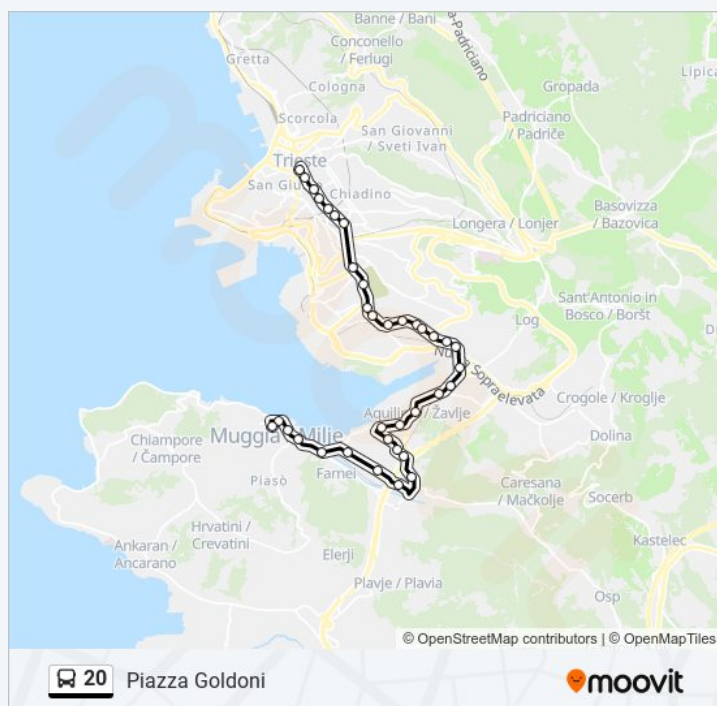 Banne / Bani
Conconello
/ Ferlugi
Padriciano
Gretta
Cologna
Gropada
Lipica
Scorcola
Padriciano
/ Padriče
San Giovanni
/ Sveti Ivan
Trieste
San Giu
Chiadino
Basovizza
/ Bazovica
Longera / Lonjer
Sant'Antonio in
Bosco / Boršt
Log
D
Sopraelevata
Crogole / Kroglje
Aquilin / Žavlje
Muggia Milje
Dolina
Chiampore
/ Čampore
Farnei
Piasò
Caresana
/ Mačkolje
Socerb
Hrvatini /
Crevatini
Kastelec
Ankaran /
Ancarano
Elerji
Plavje / Plavia
Osp
© OpenStreetMap contributors | © OpenMapTiles
20 Piazza Goldoni
moovit